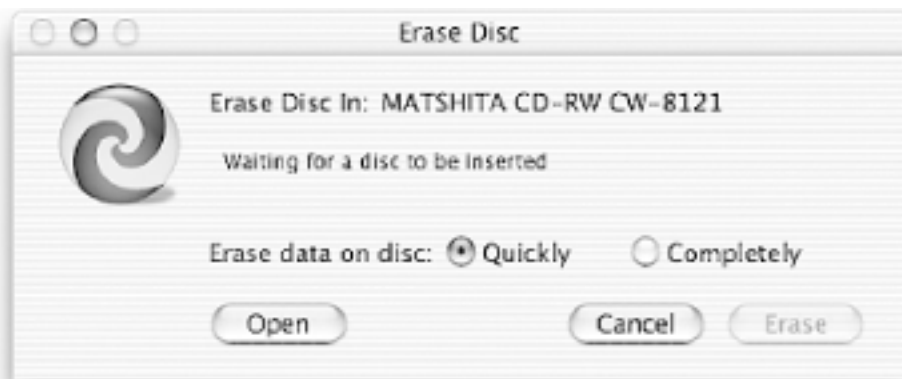 Erase Disc
Erase Disc In: MATSHITA CD-RW CW-8121
Waiting for a disc to be inserted
Erase data on disc: Quickly Completely
Open Cancel Erase